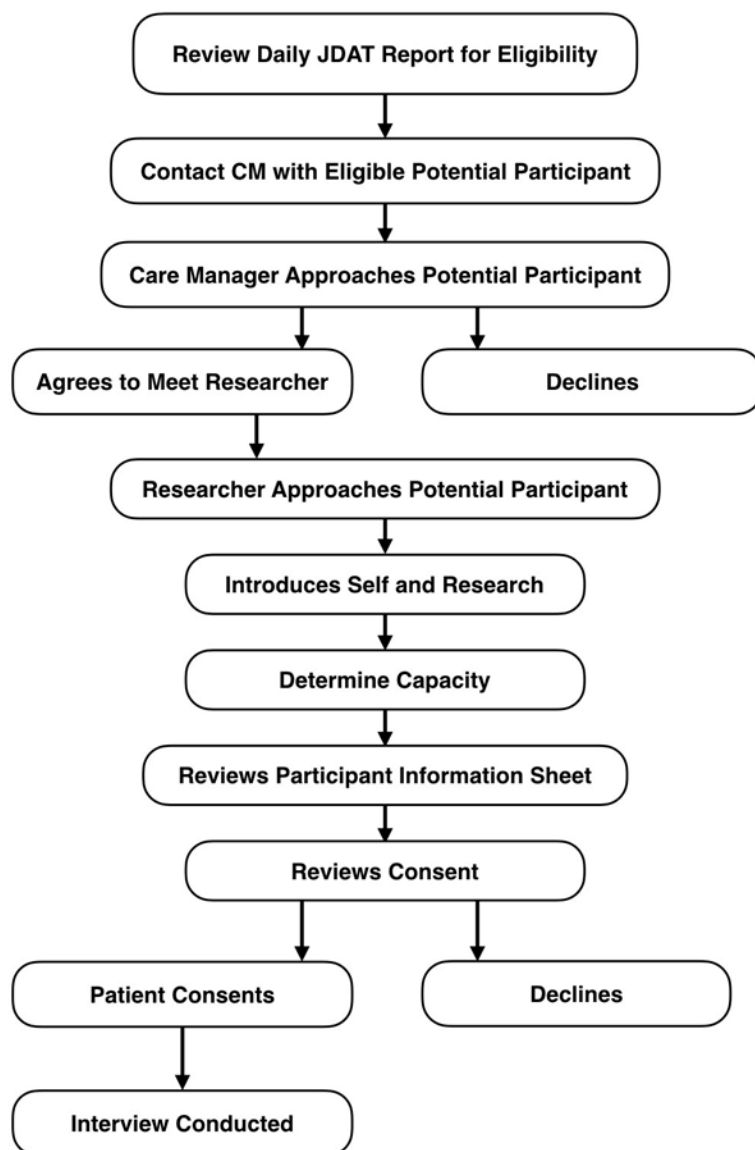 Review Daily JDAT Report for Eligibility
Contact CM with Eligible Potential Participant
Care Manager Approaches Potential Participant
Agrees to Meet Researcher
Declines
Researcher Approaches Potential Participant
Introduces Self and Research
Determine Capacity
Reviews Participant Information Sheet
Reviews Consent
Patient Consents
Declines
Interview Conducted